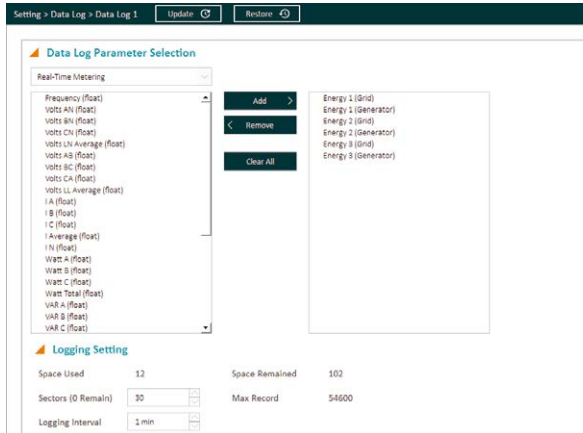 Setting > Data Log > Data Log 1
Update
Restore
Data Log Parameter Selection
Real-Time Metering
Frequency (float)
Volts AN (float)
Volts BN (float)
Volts CN (float)
Volts LN Average (float)
Volts AB (float)
Volts BC (float)
Volts CA (float)
Volts LL Average (float)
I A (float)
I B (float)
I C (float)
I Average (float)
I N (float)
Watt A (float)
Watt B (float)
Watt C (float)
Watt Total (float)
VAR A (float)
VAR B (float)
VAR C (float)
Add >
< Remove
Clear All
Energy 1 (Grid)
Energy 1 (Generator)
Energy 2 (Grid)
Energy 2 (Generator)
Energy 3 (Grid)
Energy 3 (Generator)
Logging Setting
Space Used 12 Space Remained 102
Sectors (0 Remain) 30 Max Record 54600
Logging Interval 1 min